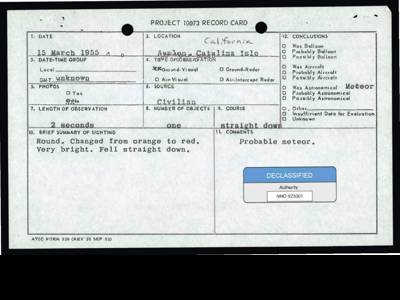 PROJECT 10073 RECORD CARD
1. DATE
15 March 1955
2. LOCATION
California
Avalon, Catalina Isle
12. CONCLUSIONS
□ Was Balloon
□ Probably Balloon
□ Possibly Balloon
□ Was Aircraft
□ Probably Aircraft
□ Possibly Aircraft
□ Was Astronomical Meteor
□ Probably Astronomical
□ Possibly Astronomical
□ Other
□ Insufficient Data for Evaluation
□ Unknown
3. DATE-TIME GROUP
Local
GMT unknown
4. TYPE OF OBSERVATION
Ground-Visual
□ Ground-Radar
□ Air-Visual
□ Air-Intercept Radar
5. PHOTOS
□ Yes
6. SOURCE
Civilian
7. LENGTH OF OBSERVATION
2 seconds
8. NUMBER OF OBJECTS
one
9. COURSE
straight down
10. BRIEF SUMMARY OF SIGHTING
Round. Changed from orange to red.
Very bright. Fell straight down.
11. COMMENTS
Probable meteor.
DECLASSIFIED
Authority
NND 923007
ATIC FORM 329 (REV 26 SEP 52)